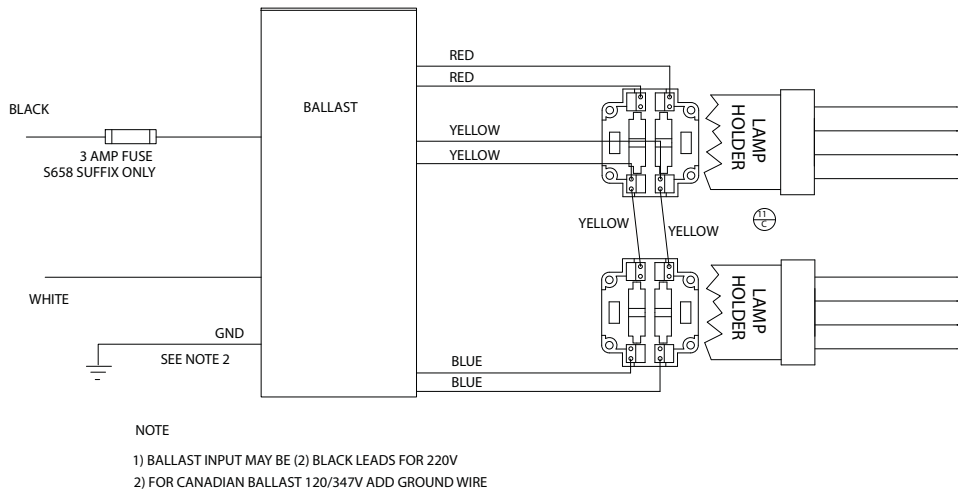 RED
RED
BALLAST
BLACK
YELLOW
YELLOW
3 AMP FUSE
S658 SUFFIX ONLY
LAMP
HOLDER
11
C
YELLOW
YELLOW
WHITE
GND
SEE NOTE 2
LAMP
HOLDER
BLUE
BLUE
NOTE
1) BALLAST INPUT MAY BE (2) BLACK LEADS FOR 220V
2) FOR CANADIAN BALLAST 120/347V ADD GROUND WIRE